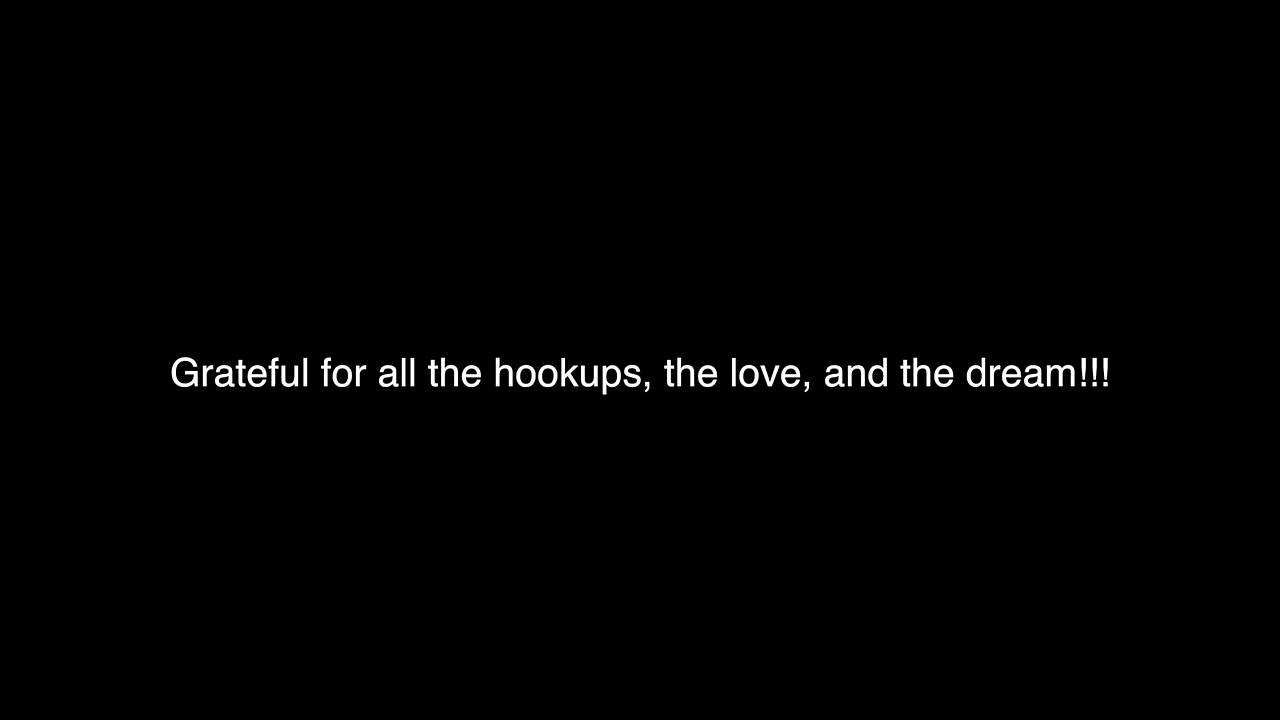 Grateful for all the hookups, the love, and the dream!!!